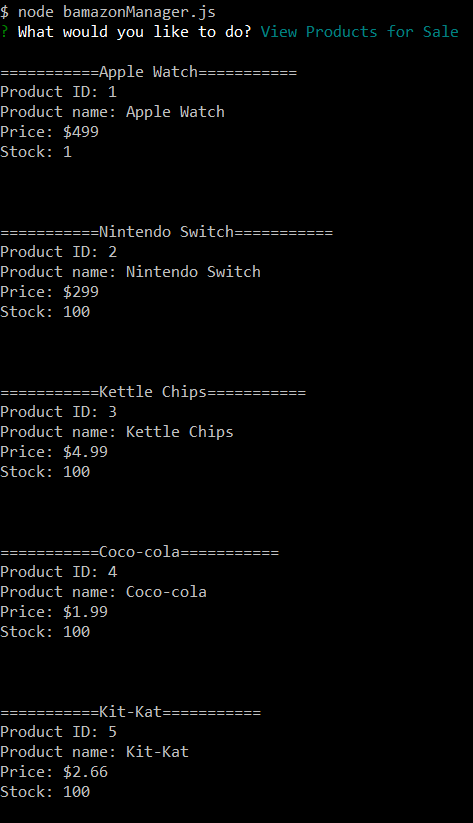 $ node bamazonManager.js
? What would you like to do? View Products for Sale
===========Apple Watch===========
Product ID: 1
Product name: Apple Watch
Price: $499
Stock: 1
===========Nintendo Switch===========
Product ID: 2
Product name: Nintendo Switch
Price: $299
Stock: 100
===========Kettle Chips===========
Product ID: 3
Product name: Kettle Chips
Price: $4.99
Stock: 100
===========Coco-cola===========
Product ID: 4
Product name: Coco-cola
Price: $1.99
Stock: 100
===========Kit-Kat===========
Product ID: 5
Product name: Kit-Kat
Price: $2.66
Stock: 100